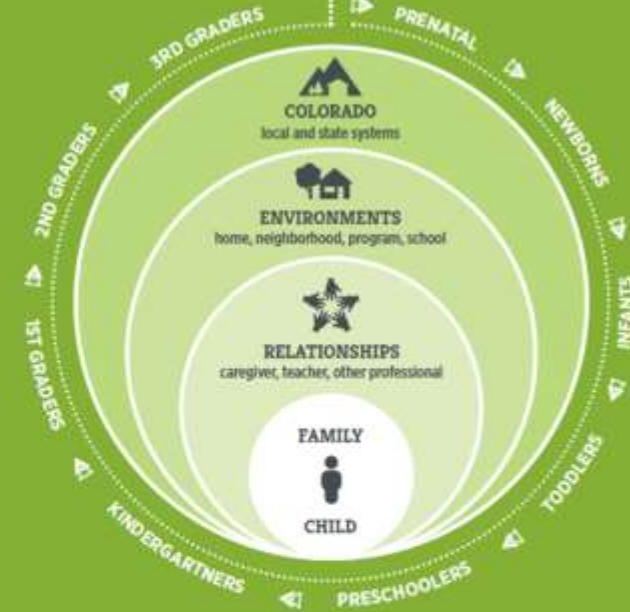 PRENATAL
NEWBORNS
INFANTS
TODDLERS
PRESCHOOLERS
KINDERGARTNERS
1ST GRADERS
2ND GRADERS
3RD GRADERS
COLORADO
local and state systems
ENVIRONMENTS
home, neighborhood, program, school
RELATIONSHIPS
caregiver, teacher, other professional
FAMILY
CHILD